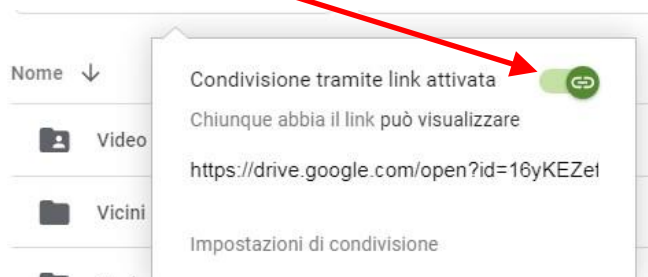 Nome
Condivisione tramite link attivata
Chiunque abbia il link può visualizzare
Video
https://drive.google.com/open?id=16yKEZef
Vicini
Impostazioni di condivisione